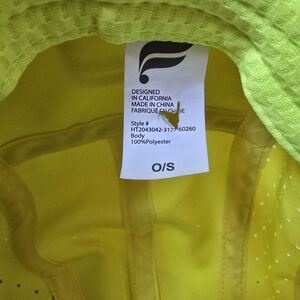 DESIGNED
IN CALIFORNIA
MADE IN CHINA
FABRIQUÉ EN CHINE
Style #
HT2043042-3177-60260
Body
100%Polyester
O/S